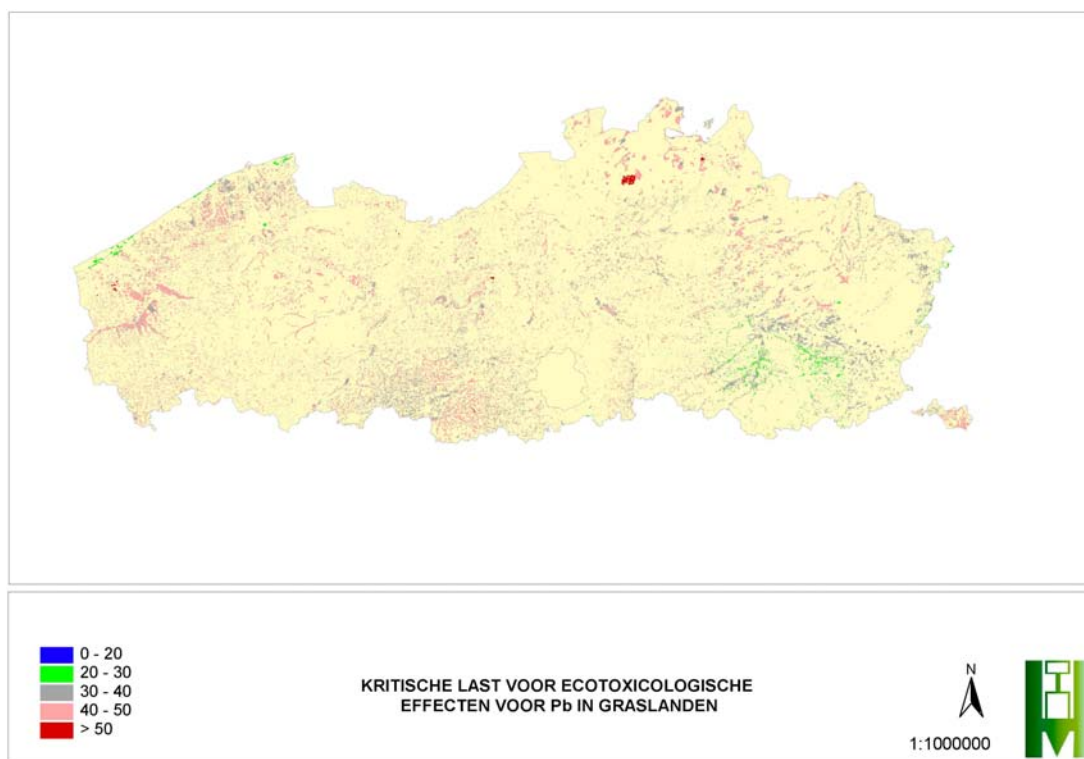 0 - 20
20 - 30
30 - 40
40 - 50
> 50
KRITISCHE LAST VOOR ECOTOXICOLOGISCHE
EFFECTEN VOOR Pb IN GRASLANDEN
N
1:1000000